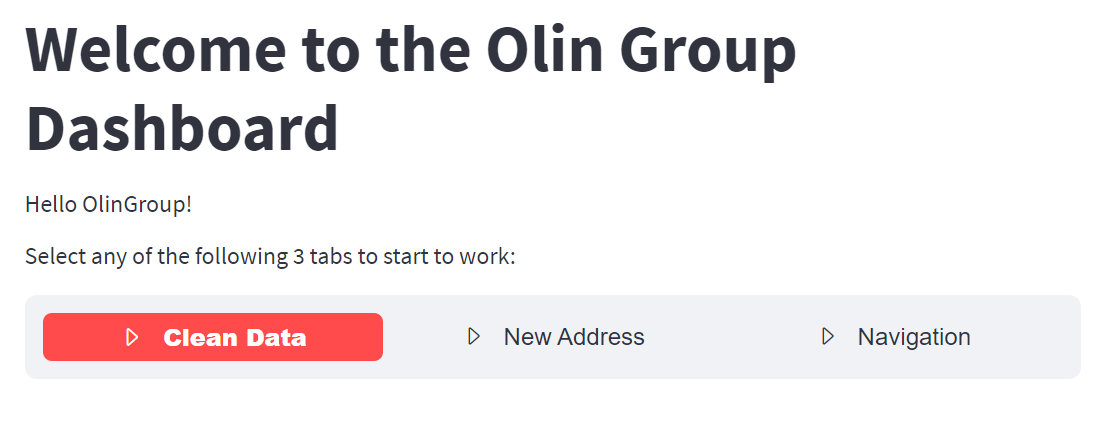 Welcome to the Olin Group
Dashboard
Hello OlinGroup!
Select any of the following 3 tabs to start to work:
Clean Data
New Address
Navigation